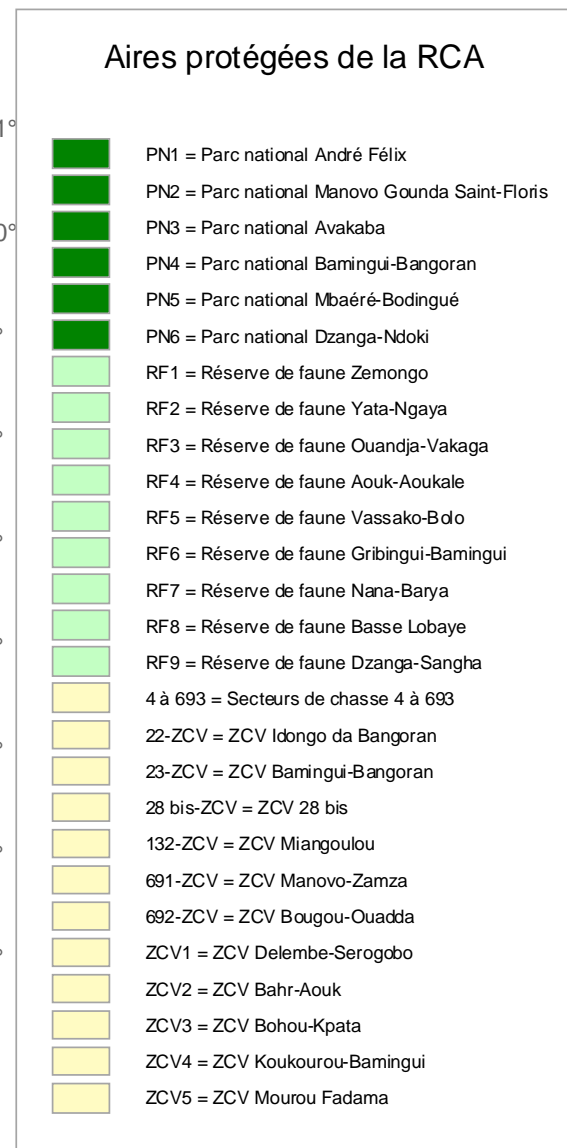 Aires protégées de la RCA
1°
PN1 = Parc national André Félix
PN2 = Parc national Manovo Gounda Saint-Floris
0°
PN3 = Parc national Avakaba
PN4 = Parc national Bamingui-Bangoran
PN5 = Parc national Mbaéré-Bodingué
PN6 = Parc national Dzanga-Ndoki
RF1 = Réserve de faune Zemongo
RF2 = Réserve de faune Yata-Ngaya
RF3 = Réserve de faune Ouandja-Vakaga
RF4 = Réserve de faune Aouk-Aoukale
RF5 = Réserve de faune Vassako-Bolo
RF6 = Réserve de faune Gribingui-Bamingui
RF7 = Réserve de faune Nana-Barya
RF8 = Réserve de faune Basse Lobaye
RF9 = Réserve de faune Dzanga-Sangha
4 à 693 = Secteurs de chasse 4 à 693
22-ZCV = ZCV Idongo da Bangoran
23-ZCV = ZCV Bamingui-Bangoran
28 bis-ZCV = ZCV 28 bis
132-ZCV = ZCV Miangoulou
691-ZCV = ZCV Manovo-Zamza
692-ZCV = ZCV Bougou-Ouadda
ZCV1 = ZCV Delembe-Serogobo
ZCV2 = ZCV Bahr-Aouk
ZCV3 = ZCV Bohou-Kpata
ZCV4 = ZCV Koukourou-Bamingui
ZCV5 = ZCV Mourou Fadama